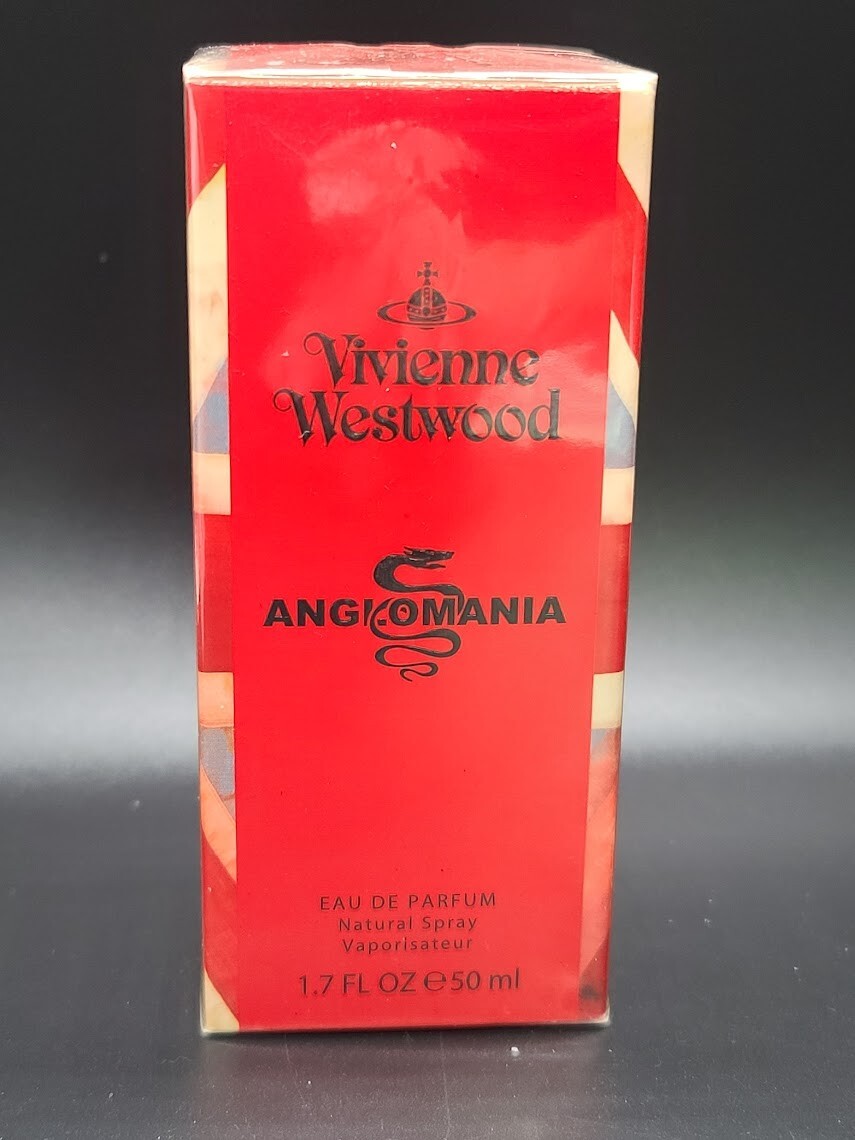 Vivienne
Westwood
ANGLOMANIA
EAU DE PARFUM
Natural Spray
Vaporisateur
1.7 FL OZ ℮50 ml